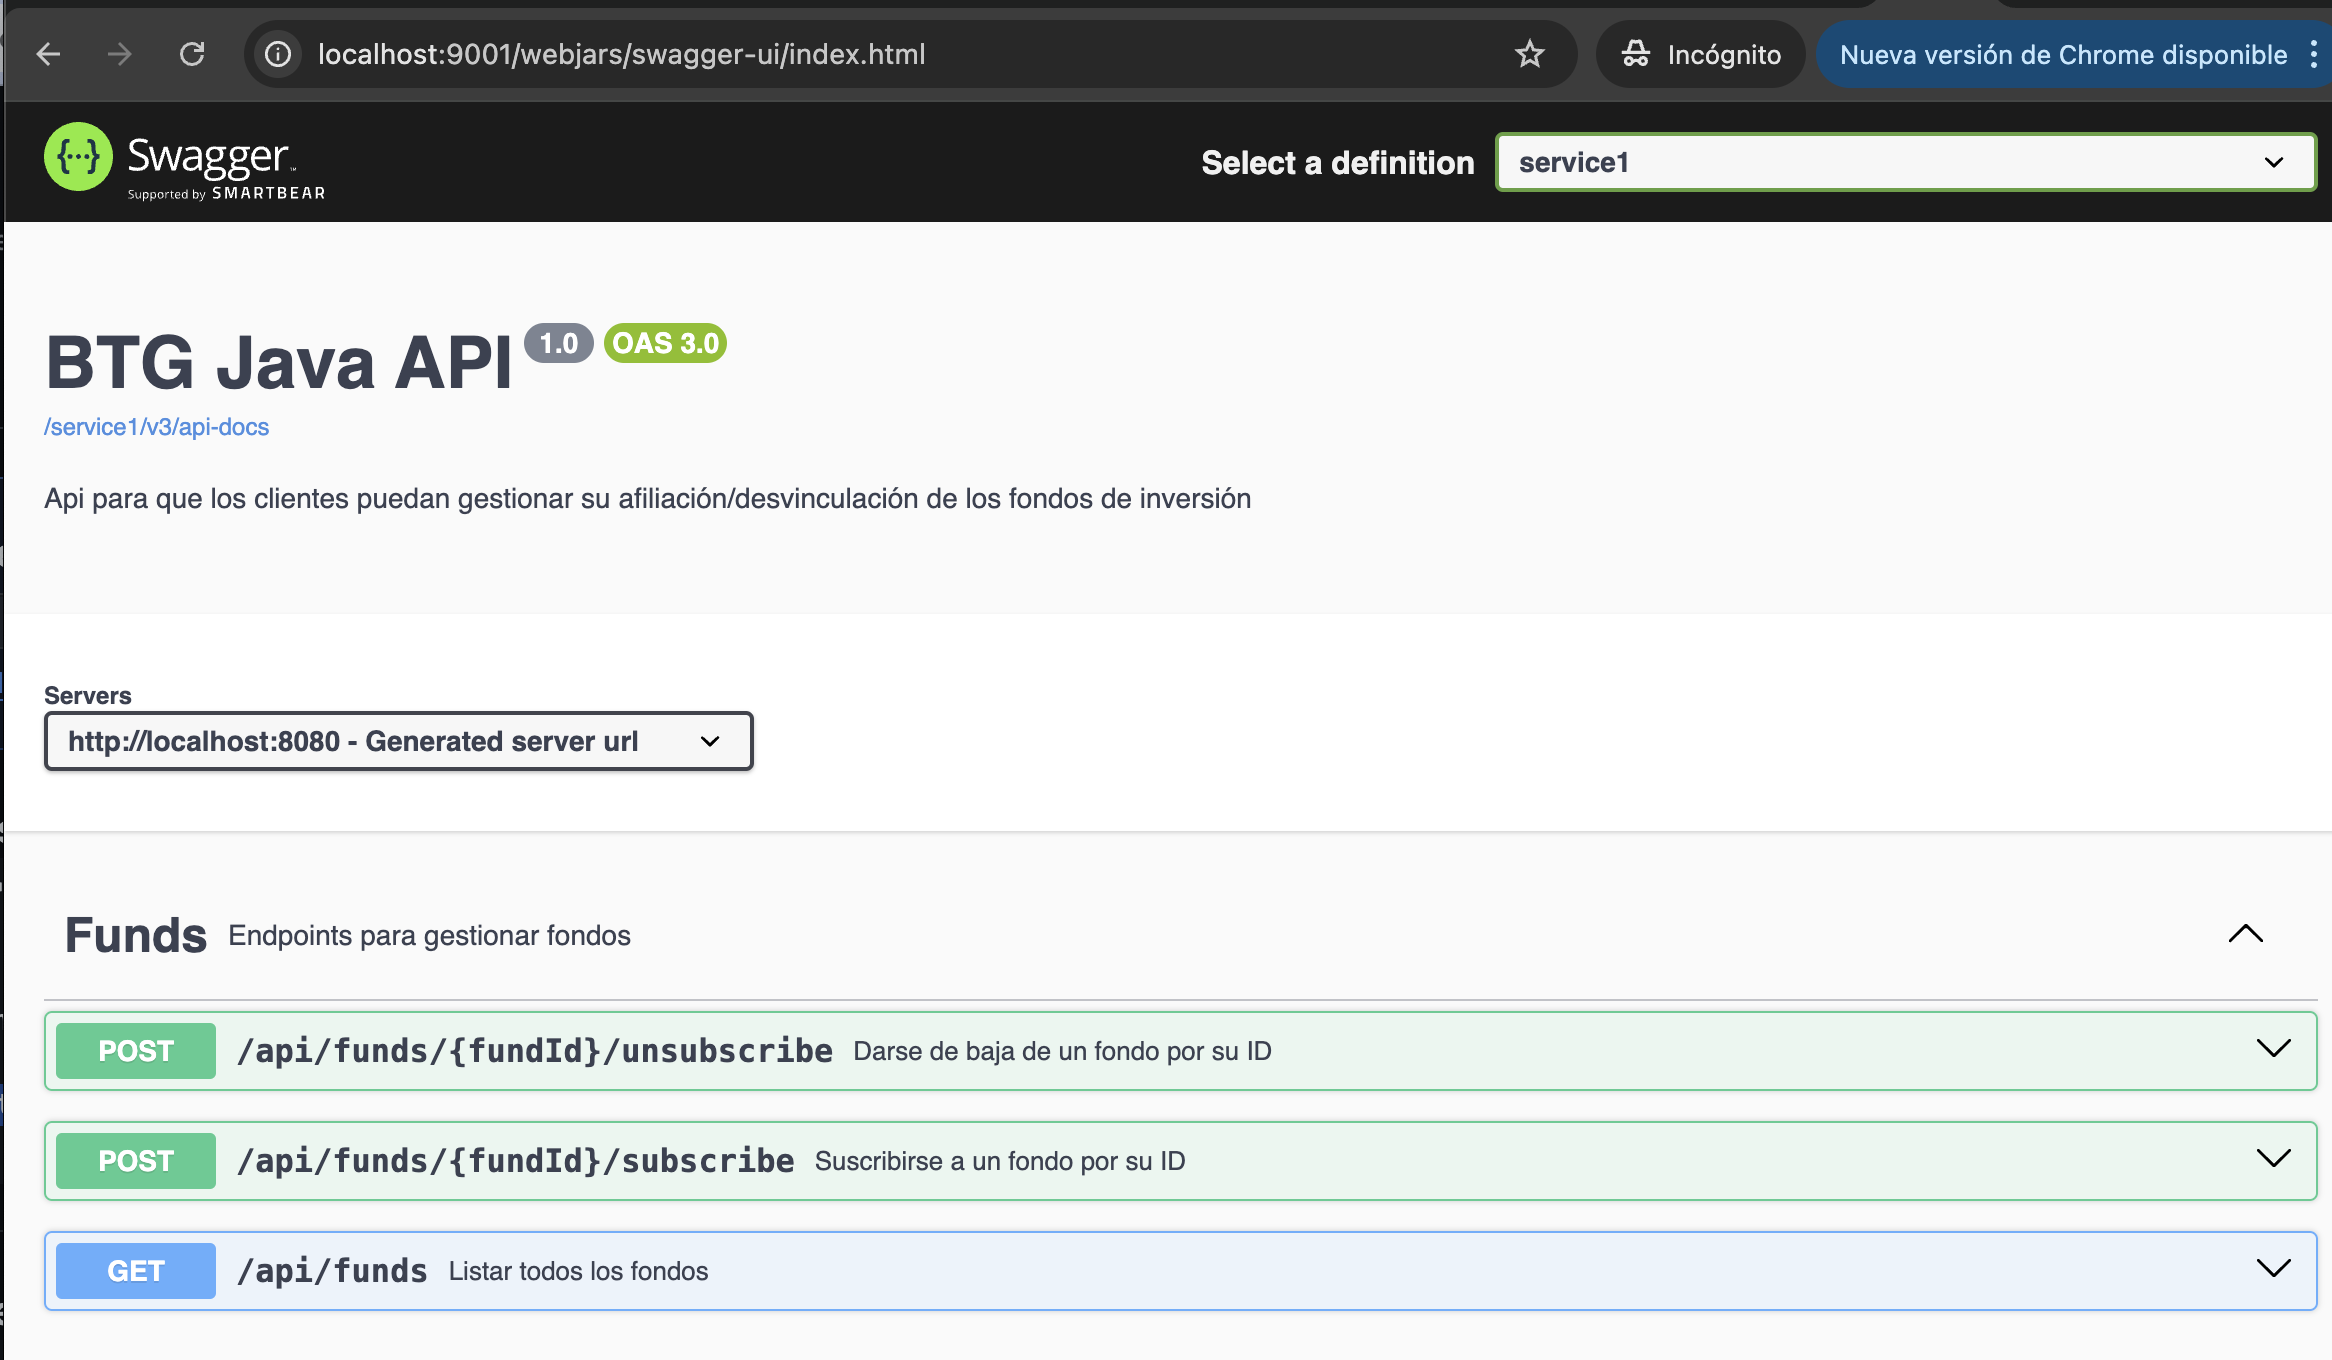 localhost:9001/webjars/swagger-ui/index.html
Incógnito
Nueva versión de Chrome disponible
{···} Swagger™
Supported by SMARTBEAR
Select a definition
service1
BTG Java API 1.0 OAS 3.0
/service1/v3/api-docs
Api para que los clientes puedan gestionar su afiliación/desvinculación de los fondos de inversión
Servers
http://localhost:8080 - Generated server url
Funds Endpoints para gestionar fondos
POST /api/funds/{fundId}/unsubscribe Darse de baja de un fondo por su ID
POST /api/funds/{fundId}/subscribe Suscribirse a un fondo por su ID
GET /api/funds Listar todos los fondos